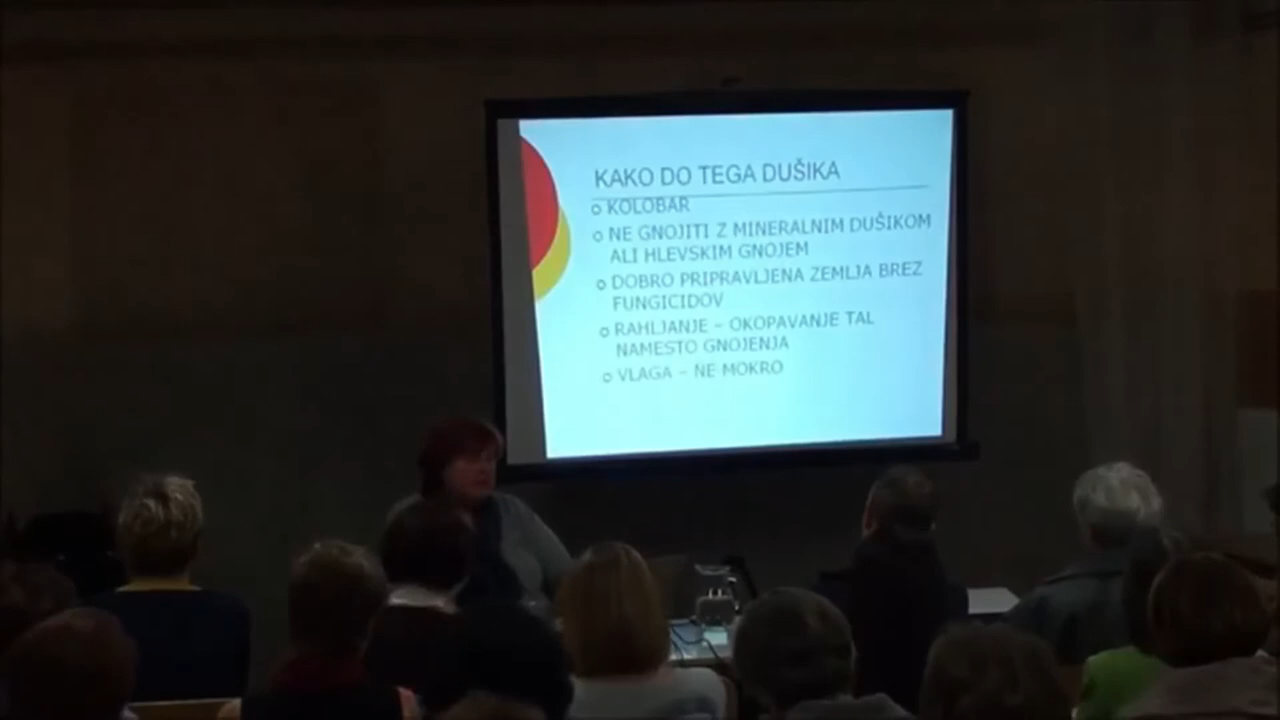 KAKO DO TEGA DUŠIKA
o KOLOBAR
o NE GNOJITI Z MINERALNIM DUŠIKOM
ALI HLEVSKIM GNOJEM
o DOBRO PRIPRAVLJENA ZEMLJA BREZ
FUNGICIDOV
o RAHLJANJE – OKOPAVANJE TAL
NAMESTO GNOJENJA
o VLAGA – NE MOKRO